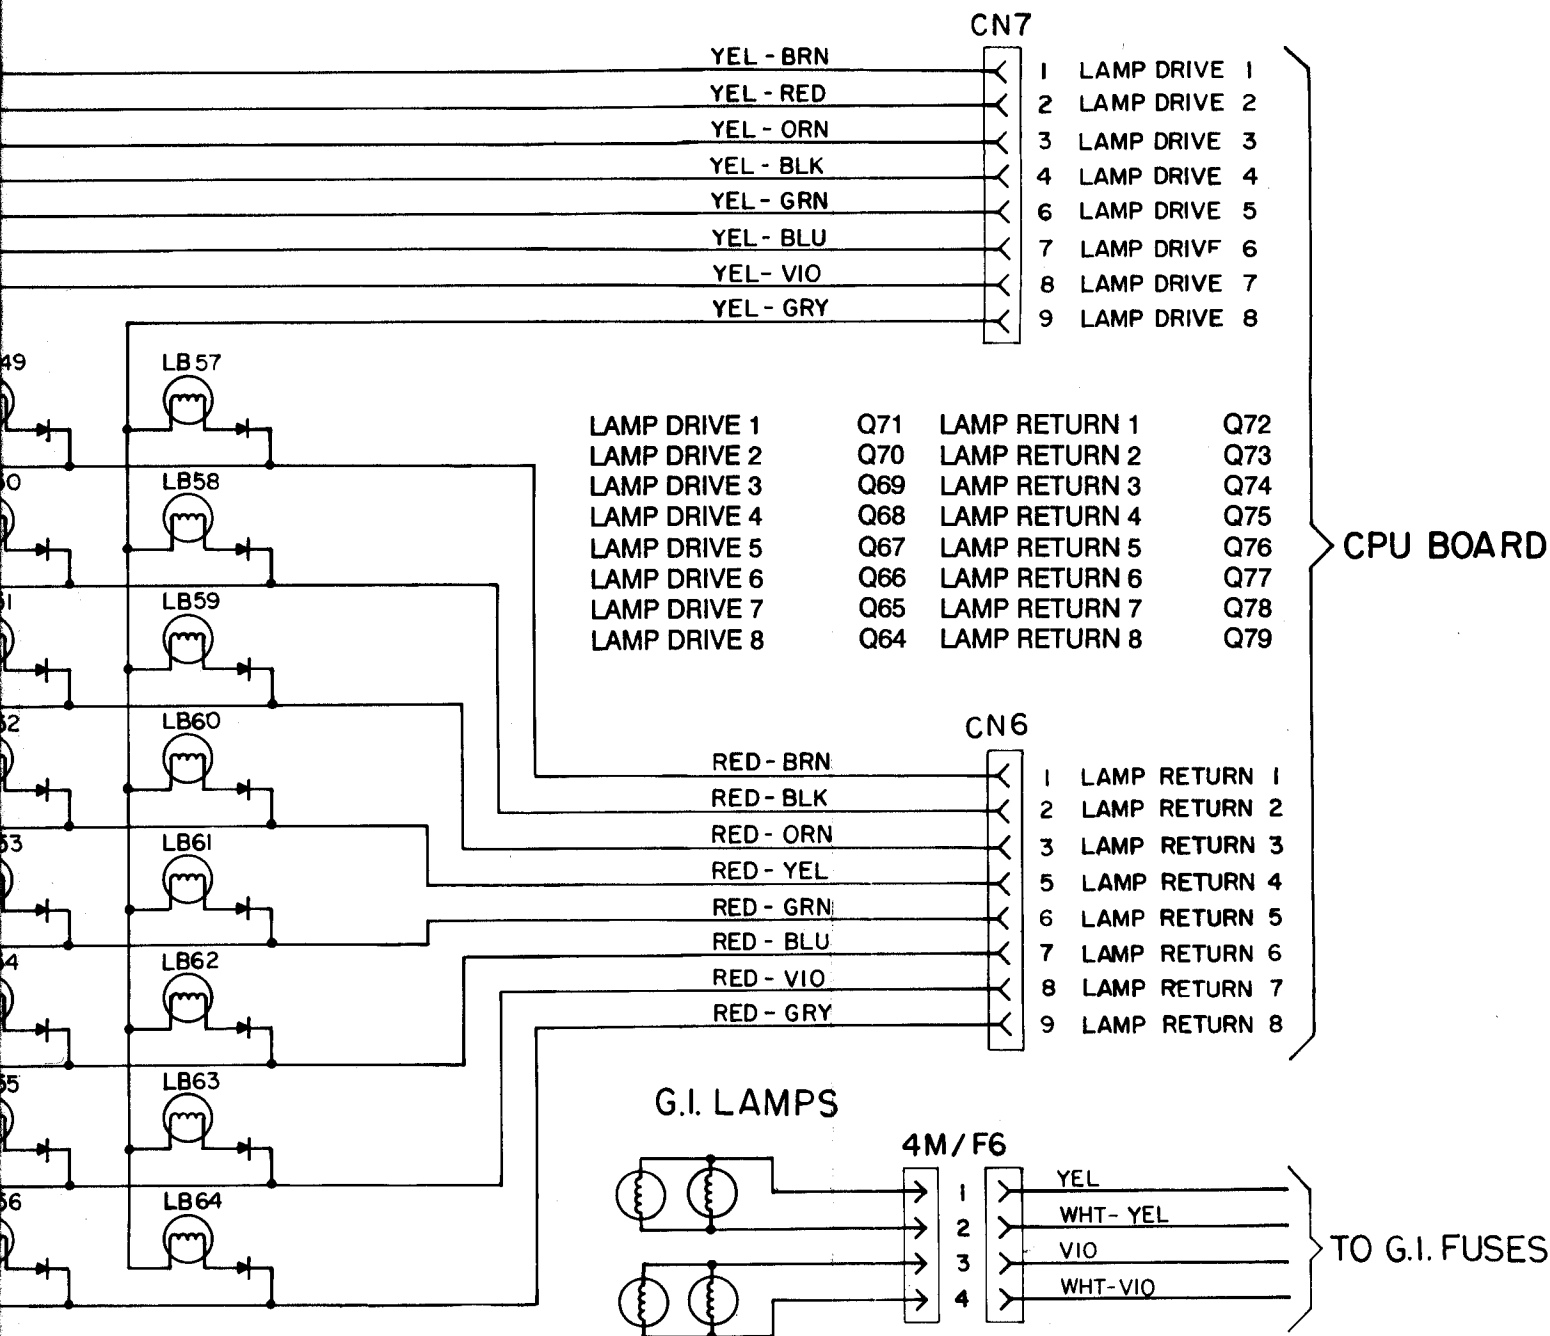 CN7
YEL - BRN 1 LAMP DRIVE 1
YEL - RED 2 LAMP DRIVE 2
YEL - ORN 3 LAMP DRIVE 3
YEL - BLK 4 LAMP DRIVE 4
YEL - GRN 6 LAMP DRIVE 5
YEL - BLU 7 LAMP DRIVE 6
YEL - VIO 8 LAMP DRIVE 7
YEL - GRY 9 LAMP DRIVE 8
49 LB57
LAMP DRIVE 1 Q71 LAMP RETURN 1 Q72
LAMP DRIVE 2 Q70 LAMP RETURN 2 Q73
LB58
LAMP DRIVE 3 Q69 LAMP RETURN 3 Q74
LAMP DRIVE 4 Q68 LAMP RETURN 4 Q75
LAMP DRIVE 5 Q67 LAMP RETURN 5 Q76
CPU BOARD
LAMP DRIVE 6 Q66 LAMP RETURN 6 Q77
LB59
LAMP DRIVE 7 Q65 LAMP RETURN 7 Q78
LAMP DRIVE 8 Q64 LAMP RETURN 8 Q79
LB60
CN6
RED - BRN 1 LAMP RETURN 1
RED - BLK 2 LAMP RETURN 2
LB61
RED - ORN 3 LAMP RETURN 3
RED - YEL 5 LAMP RETURN 4
RED - GRN 6 LAMP RETURN 5
RED - BLU 7 LAMP RETURN 6
LB62
RED - VIO 8 LAMP RETURN 7
RED - GRY 9 LAMP RETURN 8
LB63
G.I. LAMPS
4M/F6
1 YEL
LB64
2 WHT- YEL
3 VIO
TO G.I. FUSES
4 WHT-VIO